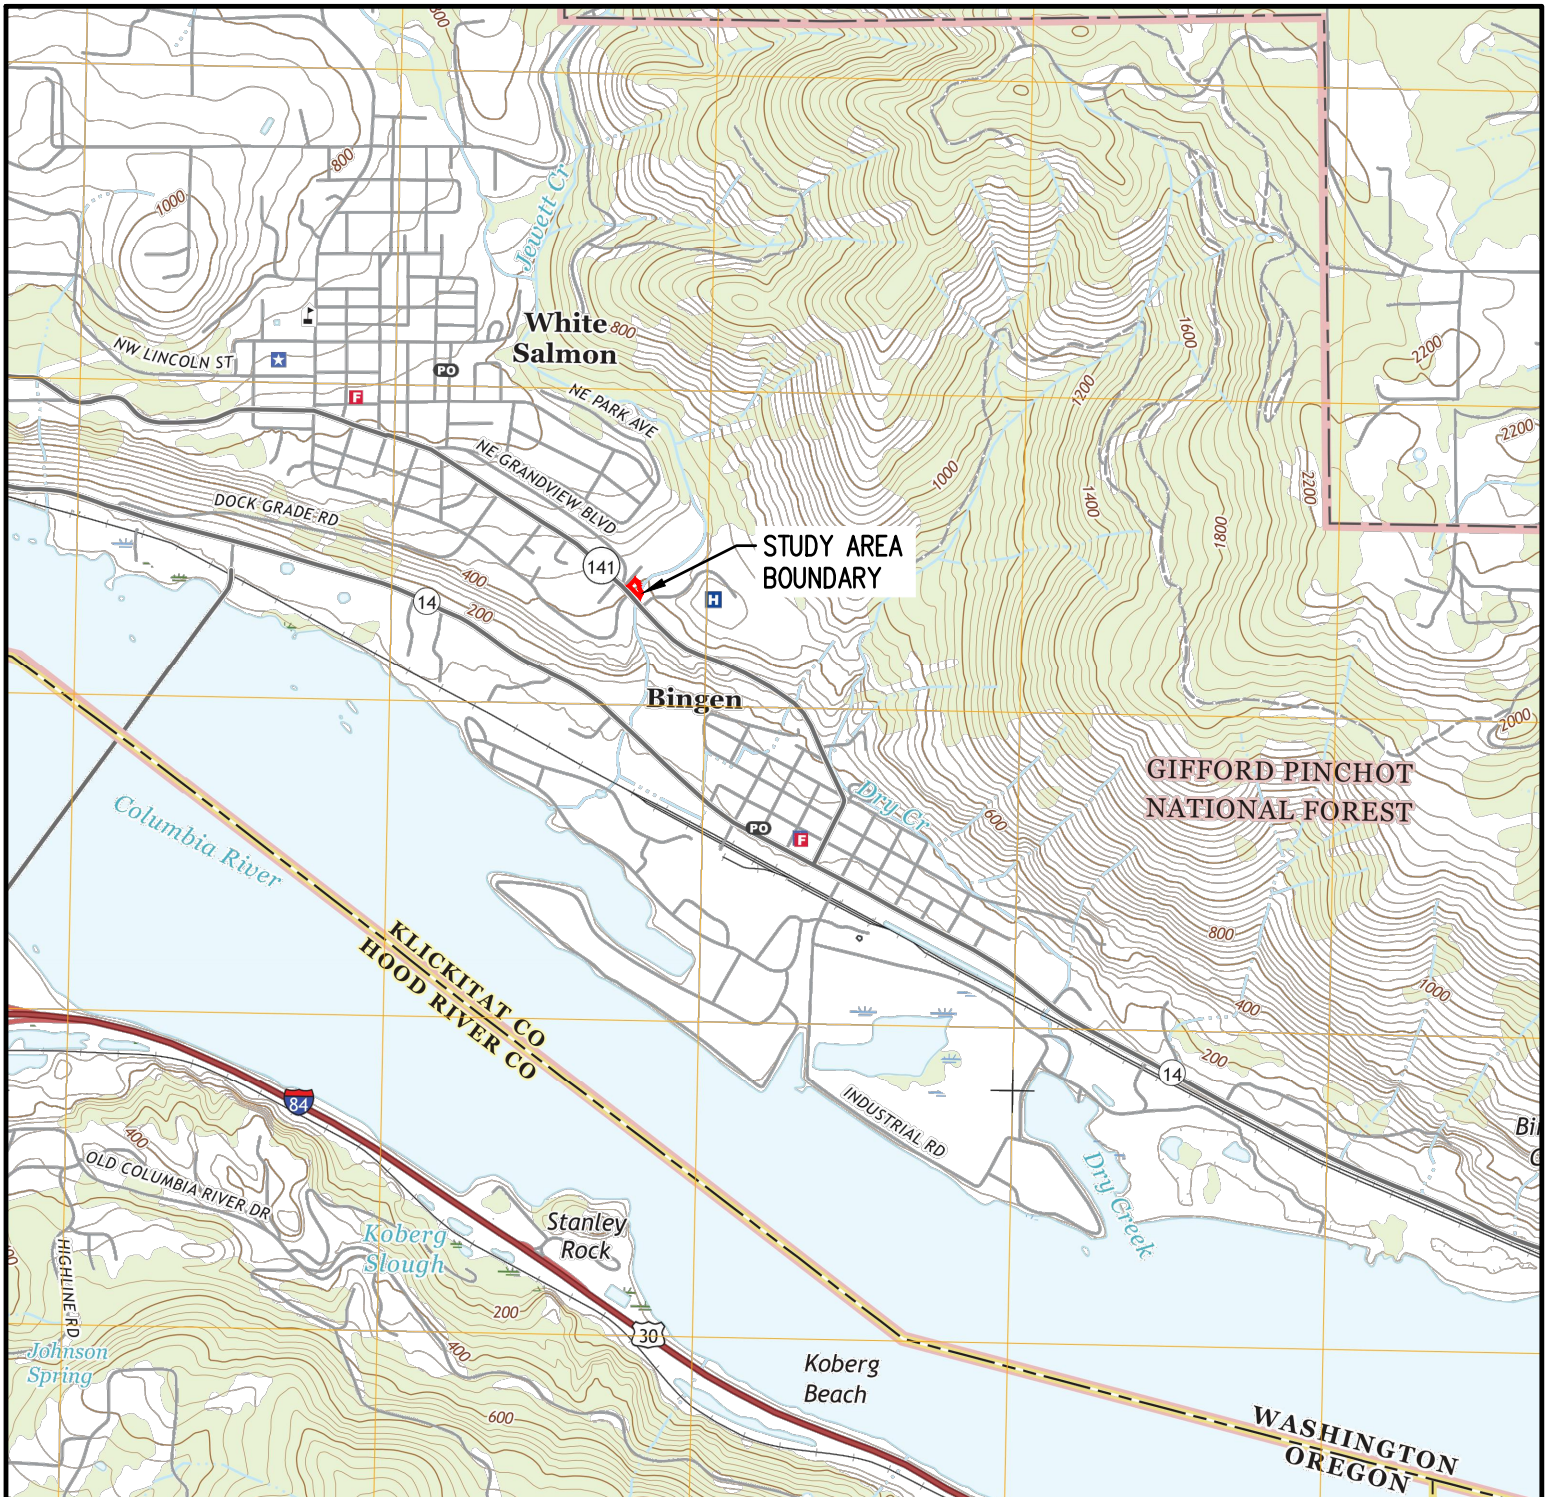 800
800
1000
Jewett Cr
White
Salmon
800
1600
2200
NW LINCOLN ST
PO
F
NE PARK AVE
1200
2200
NE GRANDVIEW BLVD
1000
2200
1400
1800
DOCK GRADE RD
STUDY AREA
BOUNDARY
141
400
H
14
200
Bingen
2000
GIFFORD PINCHOT
NATIONAL FOREST
Dry Cr
Columbia River
600
PO
F
KLICKITAT CO
HOOD RIVER CO
800
1000
400
200
14
84
INDUSTRIAL RD
400
OLD COLUMBIA RIVER DR
Dry Creek
Stanley
Rock
Koberg
Slough
HIGHLINE RD
200
30
400
Johnson
Spring
Koberg
Beach
600
WASHINGTON
OREGON